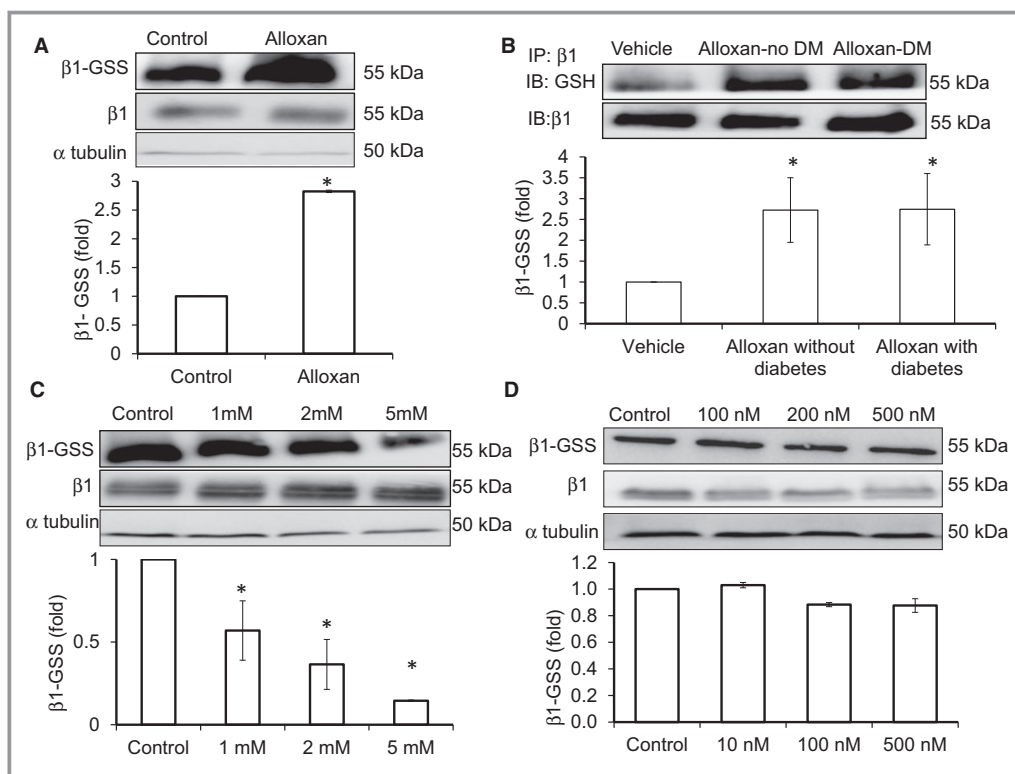 A
Control Alloxan
β1-GSS 55 kDa
β1 55 kDa
α tubulin 50 kDa
3
2.5
2
1.5
1
0.5
0
β1- GSS (fold)
*
Control Alloxan
B
IP: β1 Vehicle Alloxan-no DM Alloxan-DM
IB: GSH 55 kDa
IB:β1 55 kDa
4
3.5
3
2.5
2
1.5
1
0.5
0
β1-GSS (fold)
* *
Vehicle Alloxan without diabetes Alloxan with diabetes
C
Control 1mM 2mM 5mM
β1-GSS 55 kDa
β1 55 kDa
α tubulin 50 kDa
1
0.5
0
β1-GSS (fold)
* * *
Control 1 mM 2 mM 5 mM
D
Control 100 nM 200 nM 500 nM
β1-GSS 55 kDa
β1 55 kDa
α tubulin 50 kDa
1.2
1.0
0.8
0.6
0.4
0.2
0.0
β1-GSS (fold)
Control 10 nM 100 nM 500 nM